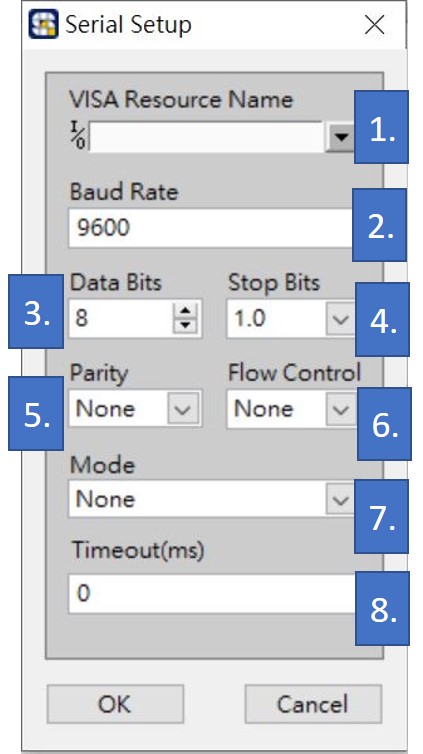 Serial Setup
VISA Resource Name
I/O
1.
Baud Rate
9600
2.
Data Bits
Stop Bits
3.
8
1.0
4.
Parity
Flow Control
5.
None
None
6.
Mode
None
7.
Timeout(ms)
0
8.
OK
Cancel